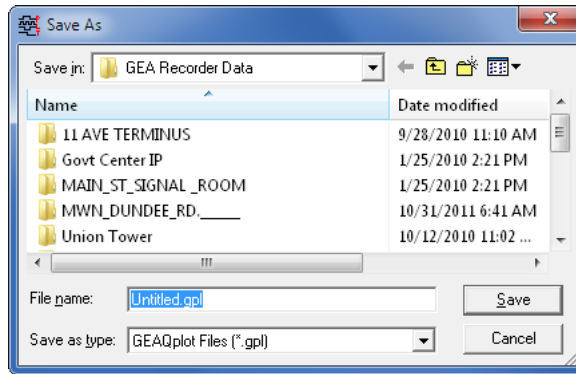 Save As
Save in: GEA Recorder Data
Name Date modified
11 AVE TERMINUS 9/28/2010 11:10 AM
Govt Center IP 1/25/2010 2:21 PM
MAIN_ST_SIGNAL _ROOM 1/25/2010 2:21 PM
MWN_DUNDEE_RD._____ 10/31/2011 6:41 AM
Union Tower 10/12/2010 11:02 ...
File name: Untitled.gpl Save
Save as type: GEAQplot Files (*.gpl) Cancel